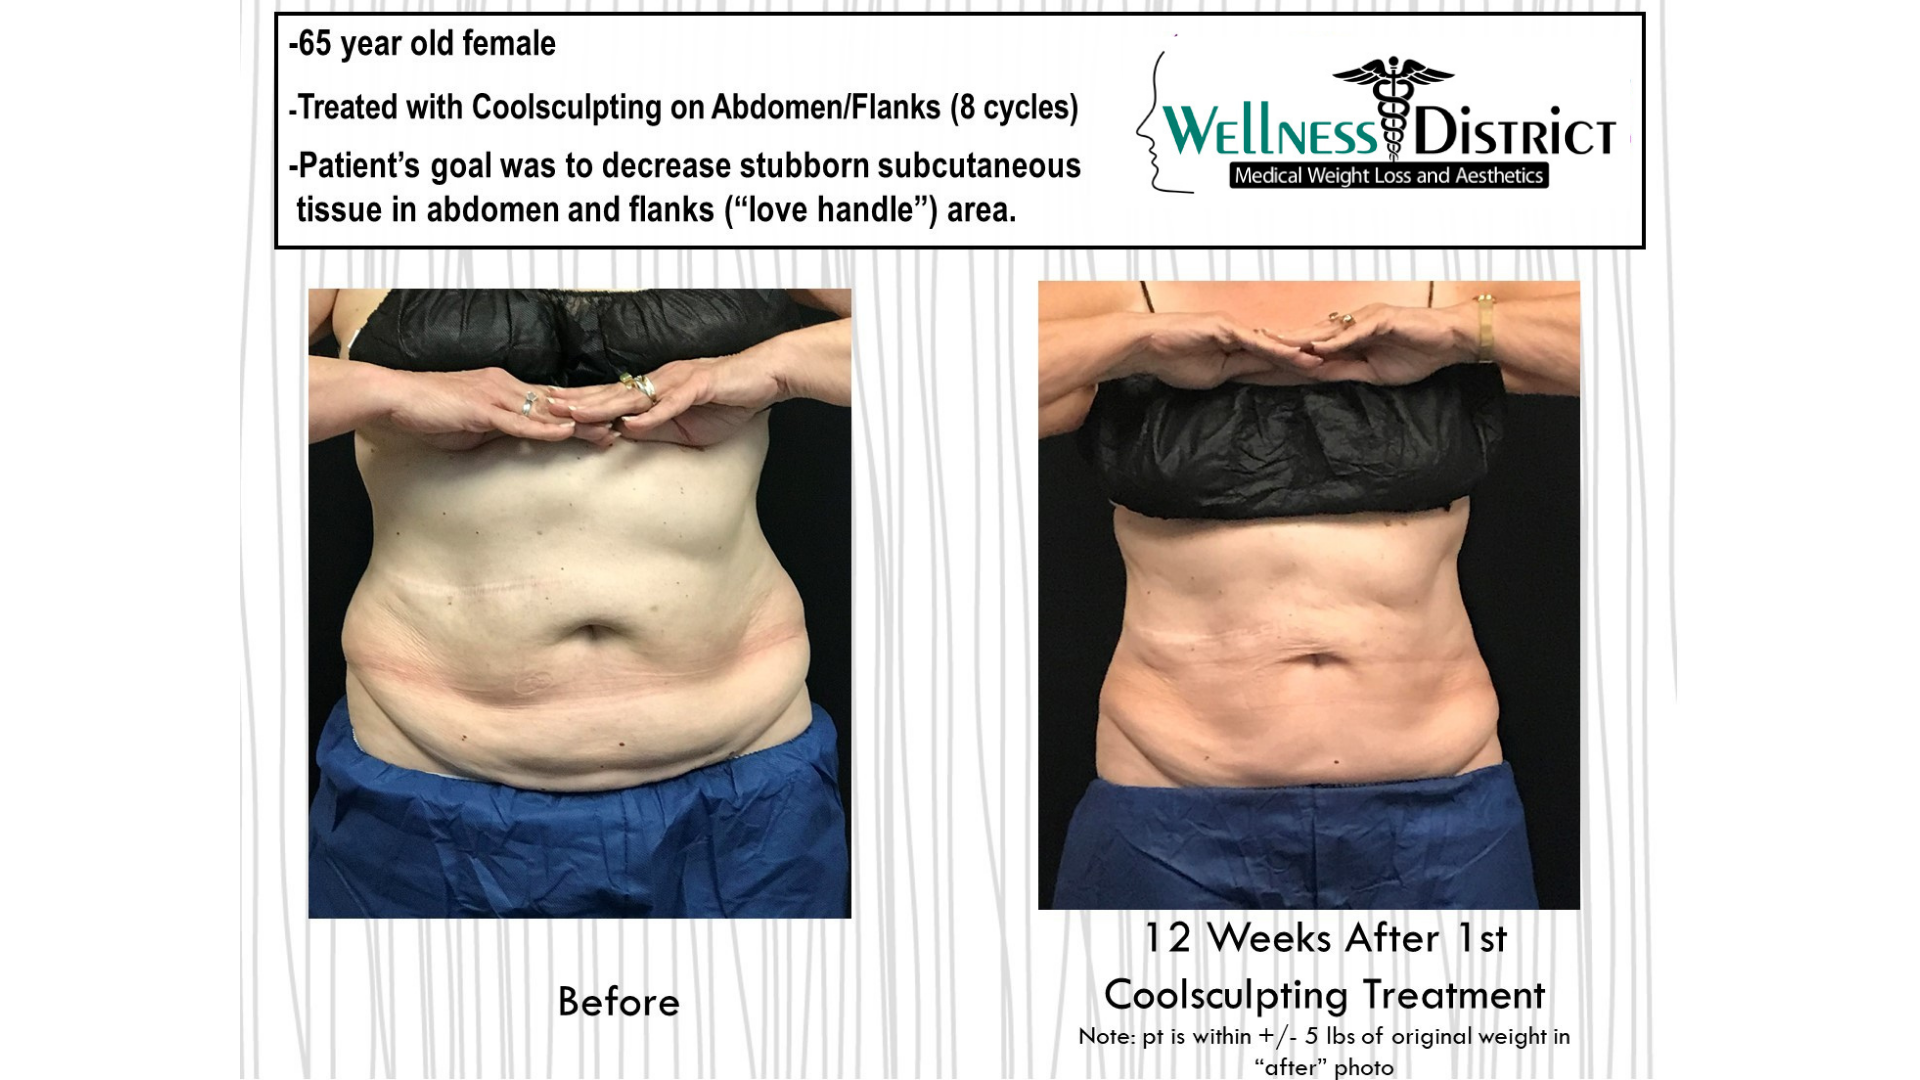 -65 year old female
-Treated with Coolsculpting on Abdomen/Flanks (8 cycles)
-Patient’s goal was to decrease stubborn subcutaneous
tissue in abdomen and flanks (“love handle”) area.
Wellness District
Medical Weight Loss and Aesthetics
Before
12 Weeks After 1st
Coolsculpting Treatment
Note: pt is within +/- 5 lbs of original weight in
“after” photo